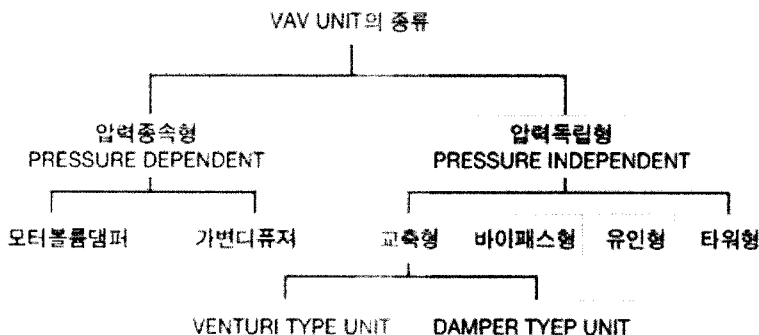 VAV UNIT의 종류
압력종속형
PRESSURE DEPENDENT
압력독립형
PRESSURE INDEPENDENT
모터볼륨댐퍼 가변디퓨져 교축형 바이패스형 유인형 타워형
VENTURI TYPE UNIT DAMPER TYEP UNIT